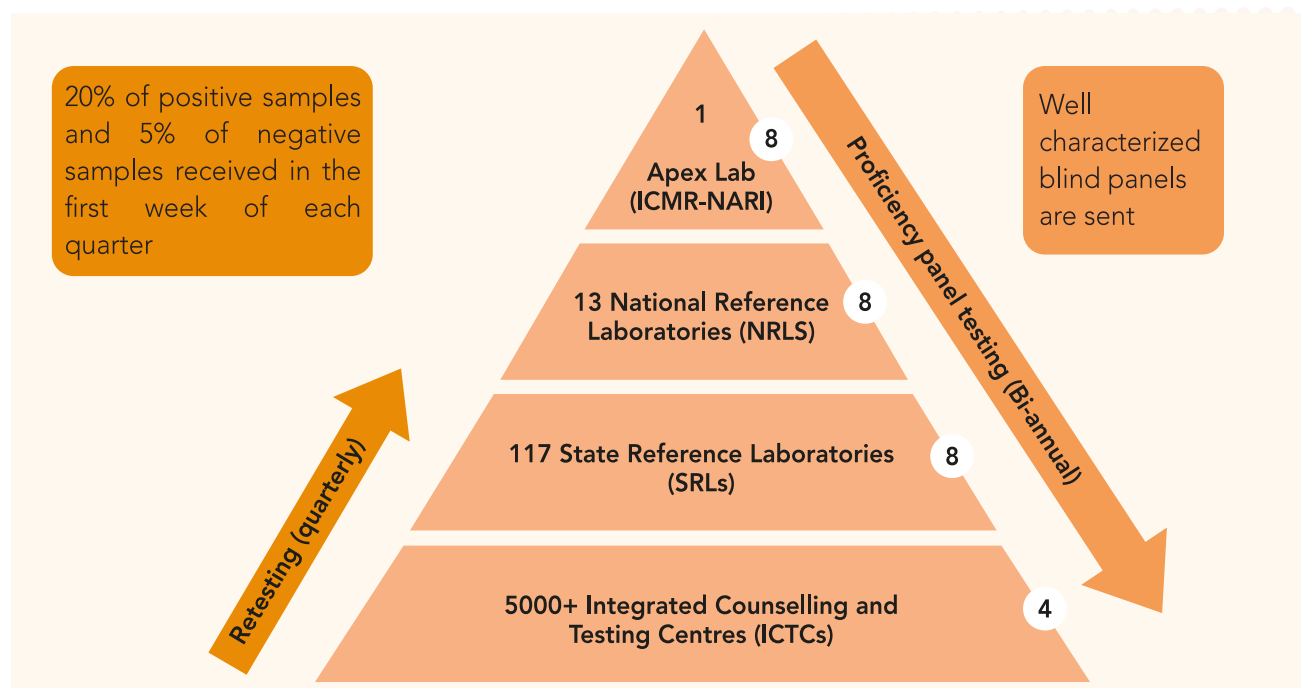 20% of positive samples
and 5% of negative
samples received in the
first week of each
quarter
1
8
Apex Lab
(ICMR-NARI)
Well
characterized
blind panels
are sent
Proficiency panel testing (Bi-annual)
13 National Reference
Laboratories (NRLS)
8
117 State Reference Laboratories
(SRLs)
8
Retesting (quarterly)
5000+ Integrated Counselling and
Testing Centres (ICTCs)
4